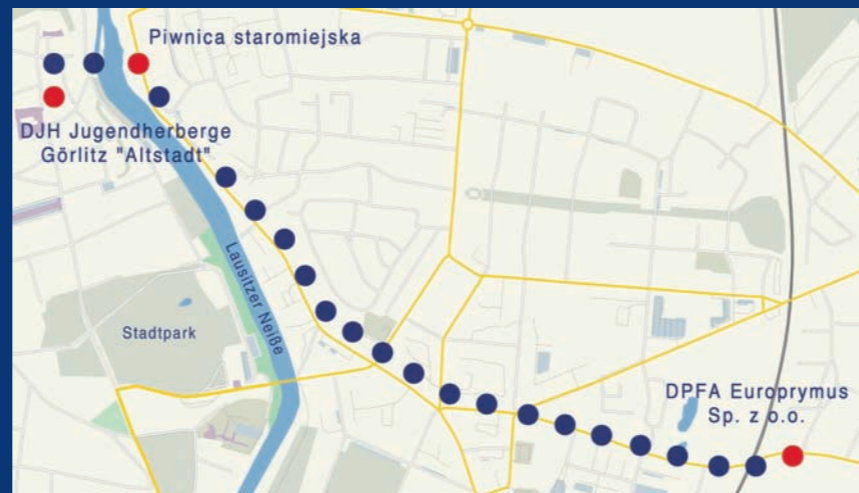 Piwnica staromiejska
DJH Jugendherberge
Görlitz "Altstadt"
Lausitzer Neiße
Stadtpark
DPFA Europrymus
Sp. z o.o.